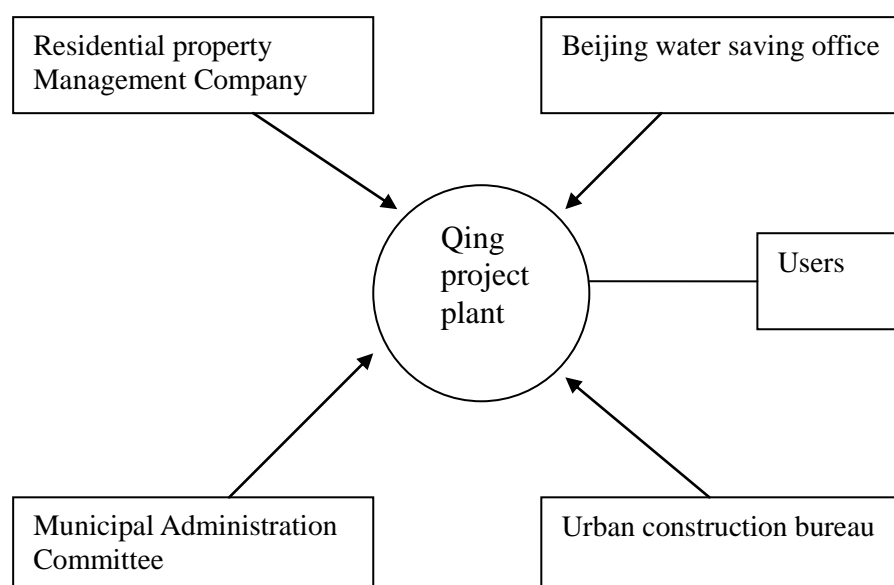 Residential property
Management Company
Beijing water saving office
Qing
project
plant
Users
Municipal Administration
Committee
Urban construction bureau